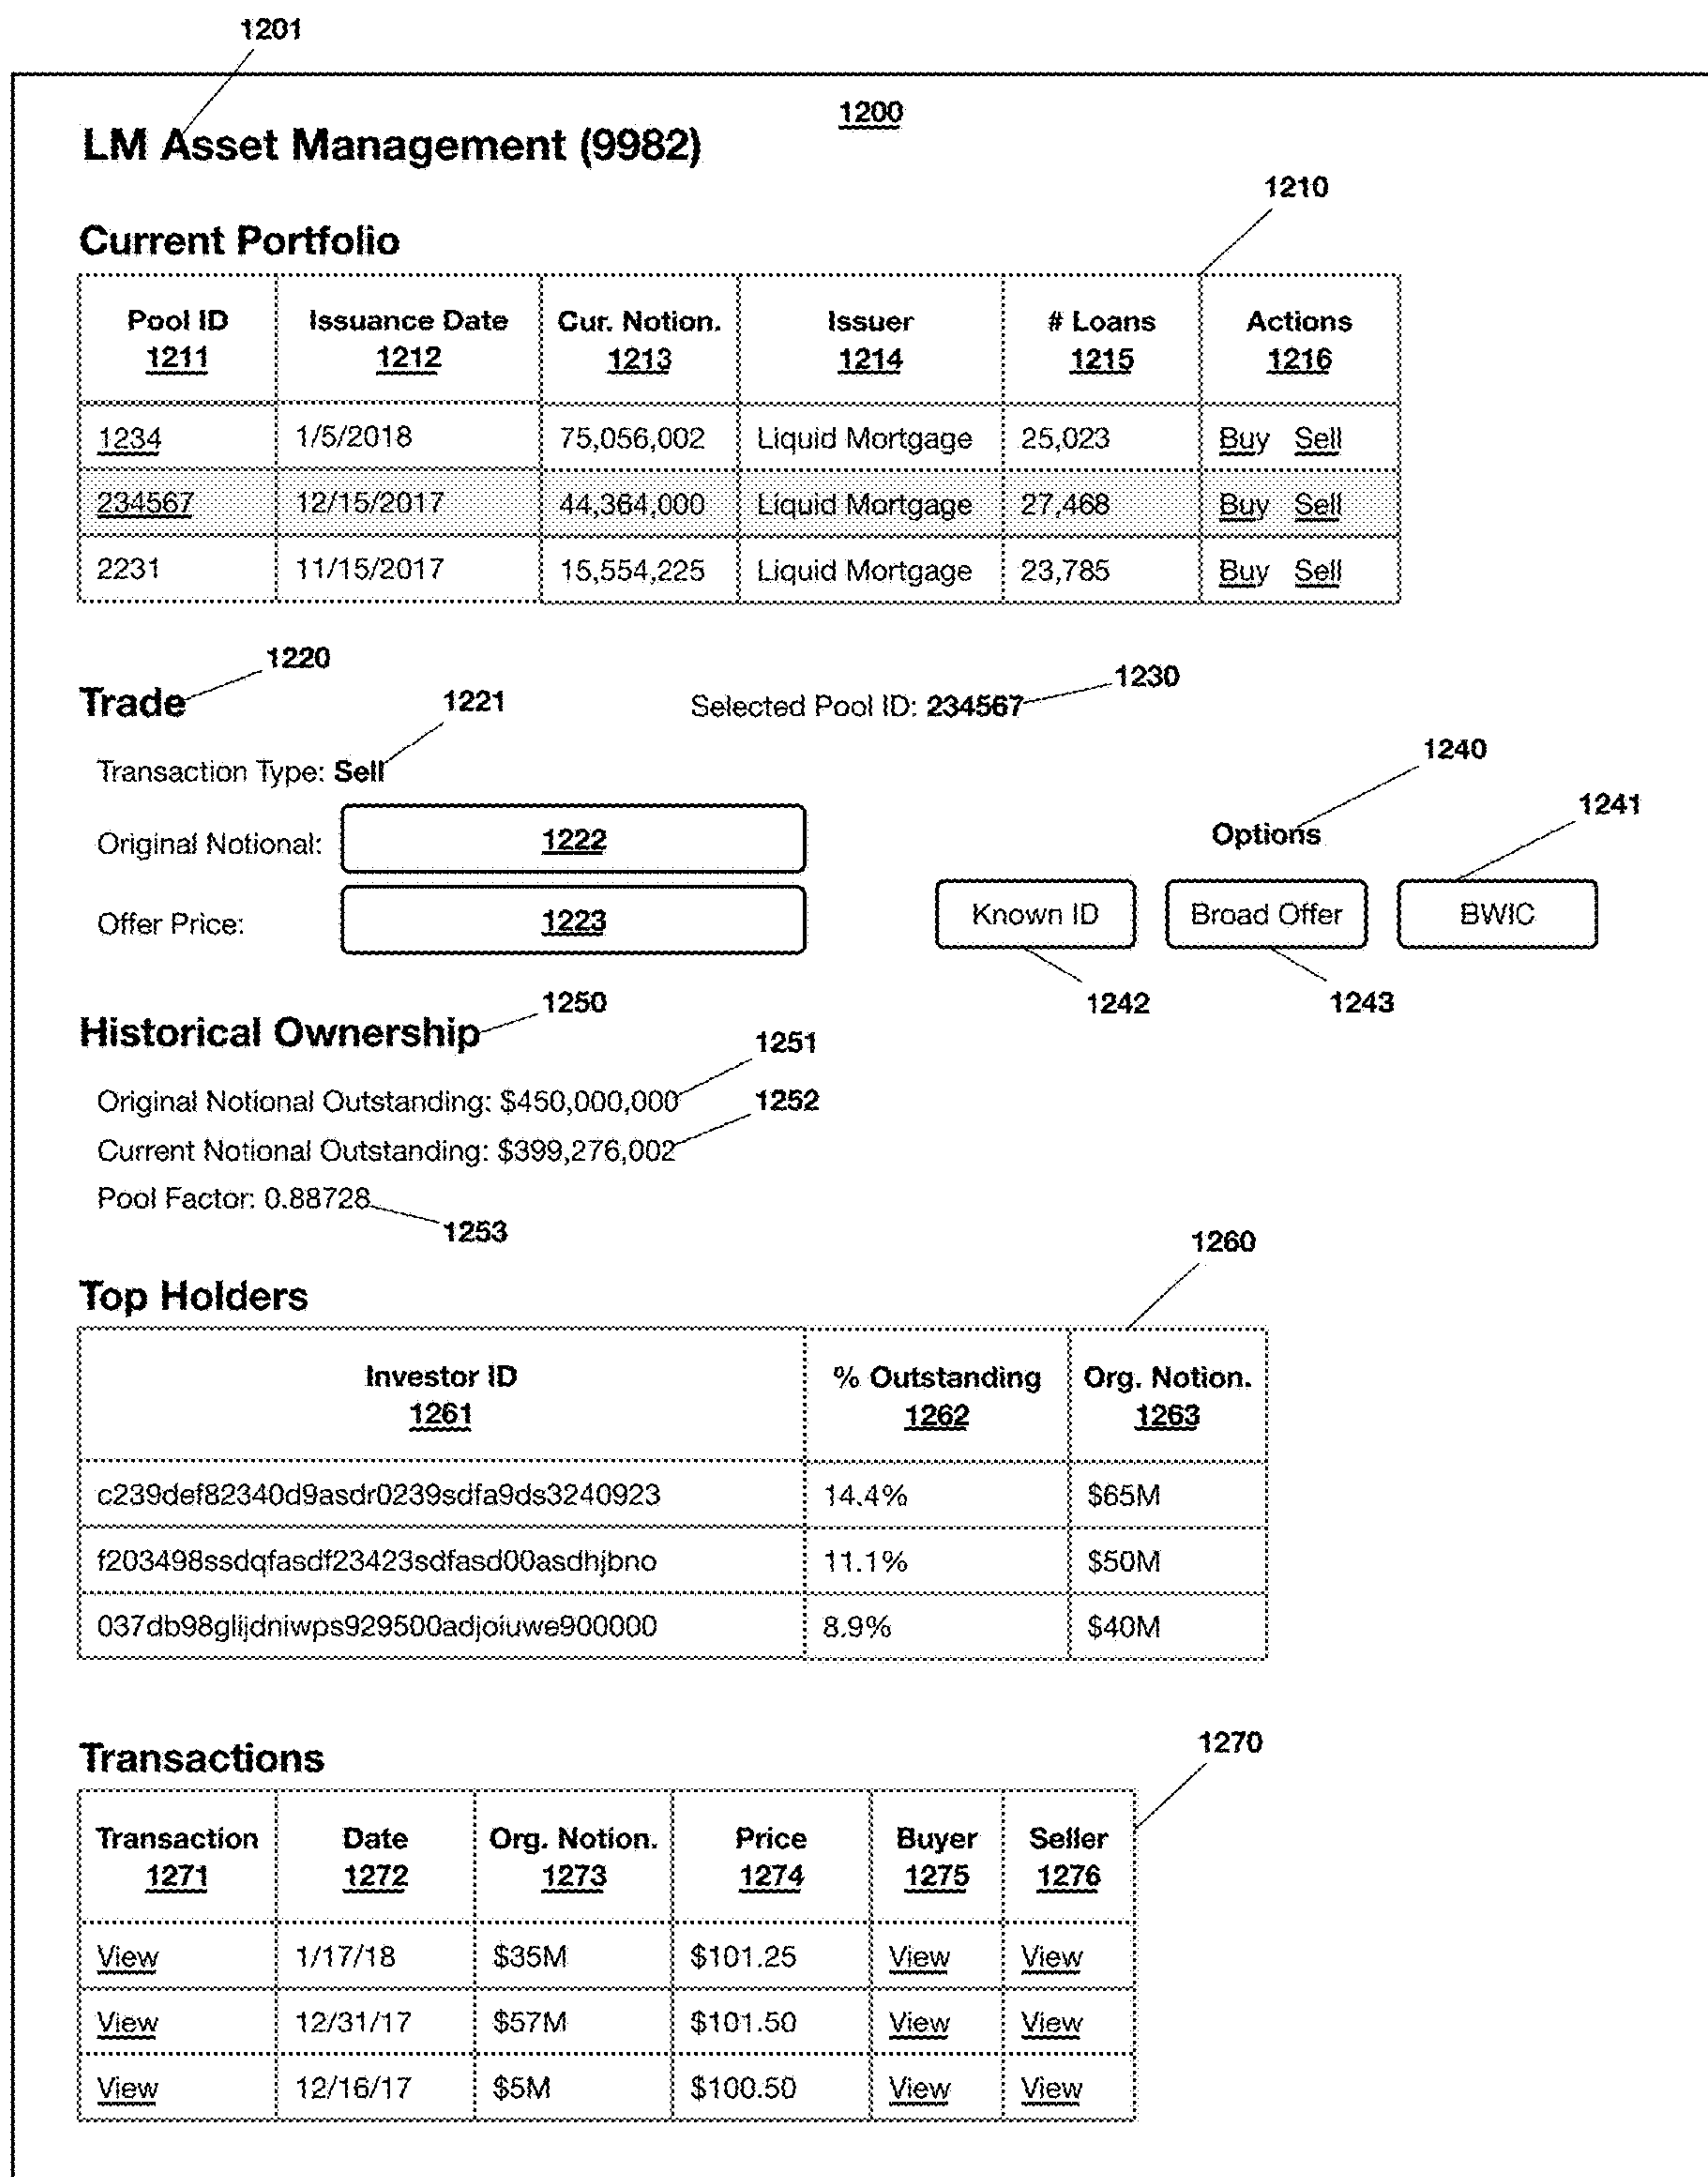 1201
1200
LM Asset Management (9982)
1210
Current Portfolio
Pool ID Issuance Date Cur. Notion. Issuer # Loans Actions
1211 1212 1213 1214 1215 1216
1234 1/5/2018 75,056,002 Liquid Mortgage 25,023 Buy Sell
234567 12/15/2017 44,364,000 Liquid Mortgage 27,468 Buy Sell
2231 11/15/2017 15,554,225 Liquid Mortgage 23,785 Buy Sell
1220
1230
Trade 1221 Selected Pool ID: 234567
1240
Transaction Type: Sell
1241
Original Notional: 1222 Options
Offer Price: 1223 Known ID Broad Offer BWIC
1250 1242 1243
Historical Ownership
1251
Original Notional Outstanding: $450,000,000 1252
Current Notional Outstanding: $399,276,002
Pool Factor: 0.88728
1253
1260
Top Holders
Investor ID % Outstanding Org. Notion.
1261 1262 1263
c239def82340d9asdr0239sdfa9ds3240923 14.4% $65M
f203498ssdqfasdf23423sdfasd00asdhjbno 11.1% $50M
037db98glijdniwps929500adjoiuwe900000 8.9% $40M
1270
Transactions
Transaction Date Org. Notion. Price Buyer Seller
1271 1272 1273 1274 1275 1276
View 1/17/18 $35M $101.25 View View
View 12/31/17 $57M $101.50 View View
View 12/16/17 $5M $100.50 View View